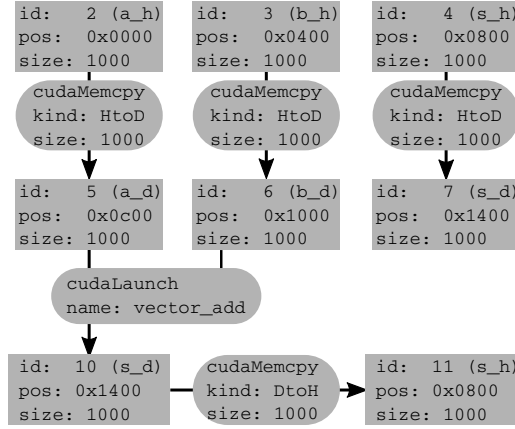 id:   2 (a_h)
pos:  0x0000
size: 1000
id:   3 (b_h)
pos:  0x0400
size: 1000
id:   4 (s_h)
pos:  0x0800
size: 1000
cudaMemcpy
kind: HtoD
size: 1000
cudaMemcpy
kind: HtoD
size: 1000
cudaMemcpy
kind: HtoD
size: 1000
id:   5 (a_d)
pos:  0x0c00
size: 1000
id:   6 (b_d)
pos:  0x1000
size: 1000
id:   7 (s_d)
pos:  0x1400
size: 1000
cudaLaunch
name: vector_add
id:  10 (s_d)
pos: 0x1400
size: 1000
cudaMemcpy
kind: DtoH
size: 1000
id:  11 (s_h)
pos: 0x0800
size: 1000